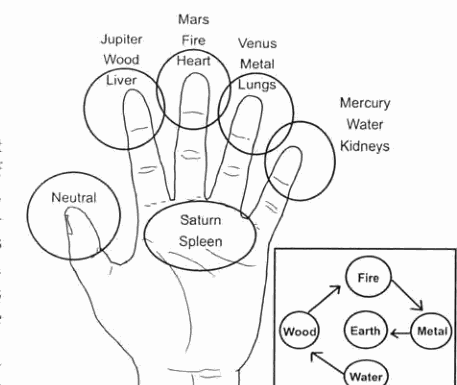 Mars
Fire
Heart
Jupiter
Wood
Liver
Venus
Metal
Lungs
Mercury
Water
Kidneys
Neutral
Saturn
Spleen
Fire
Wood
Earth
Metal
Water